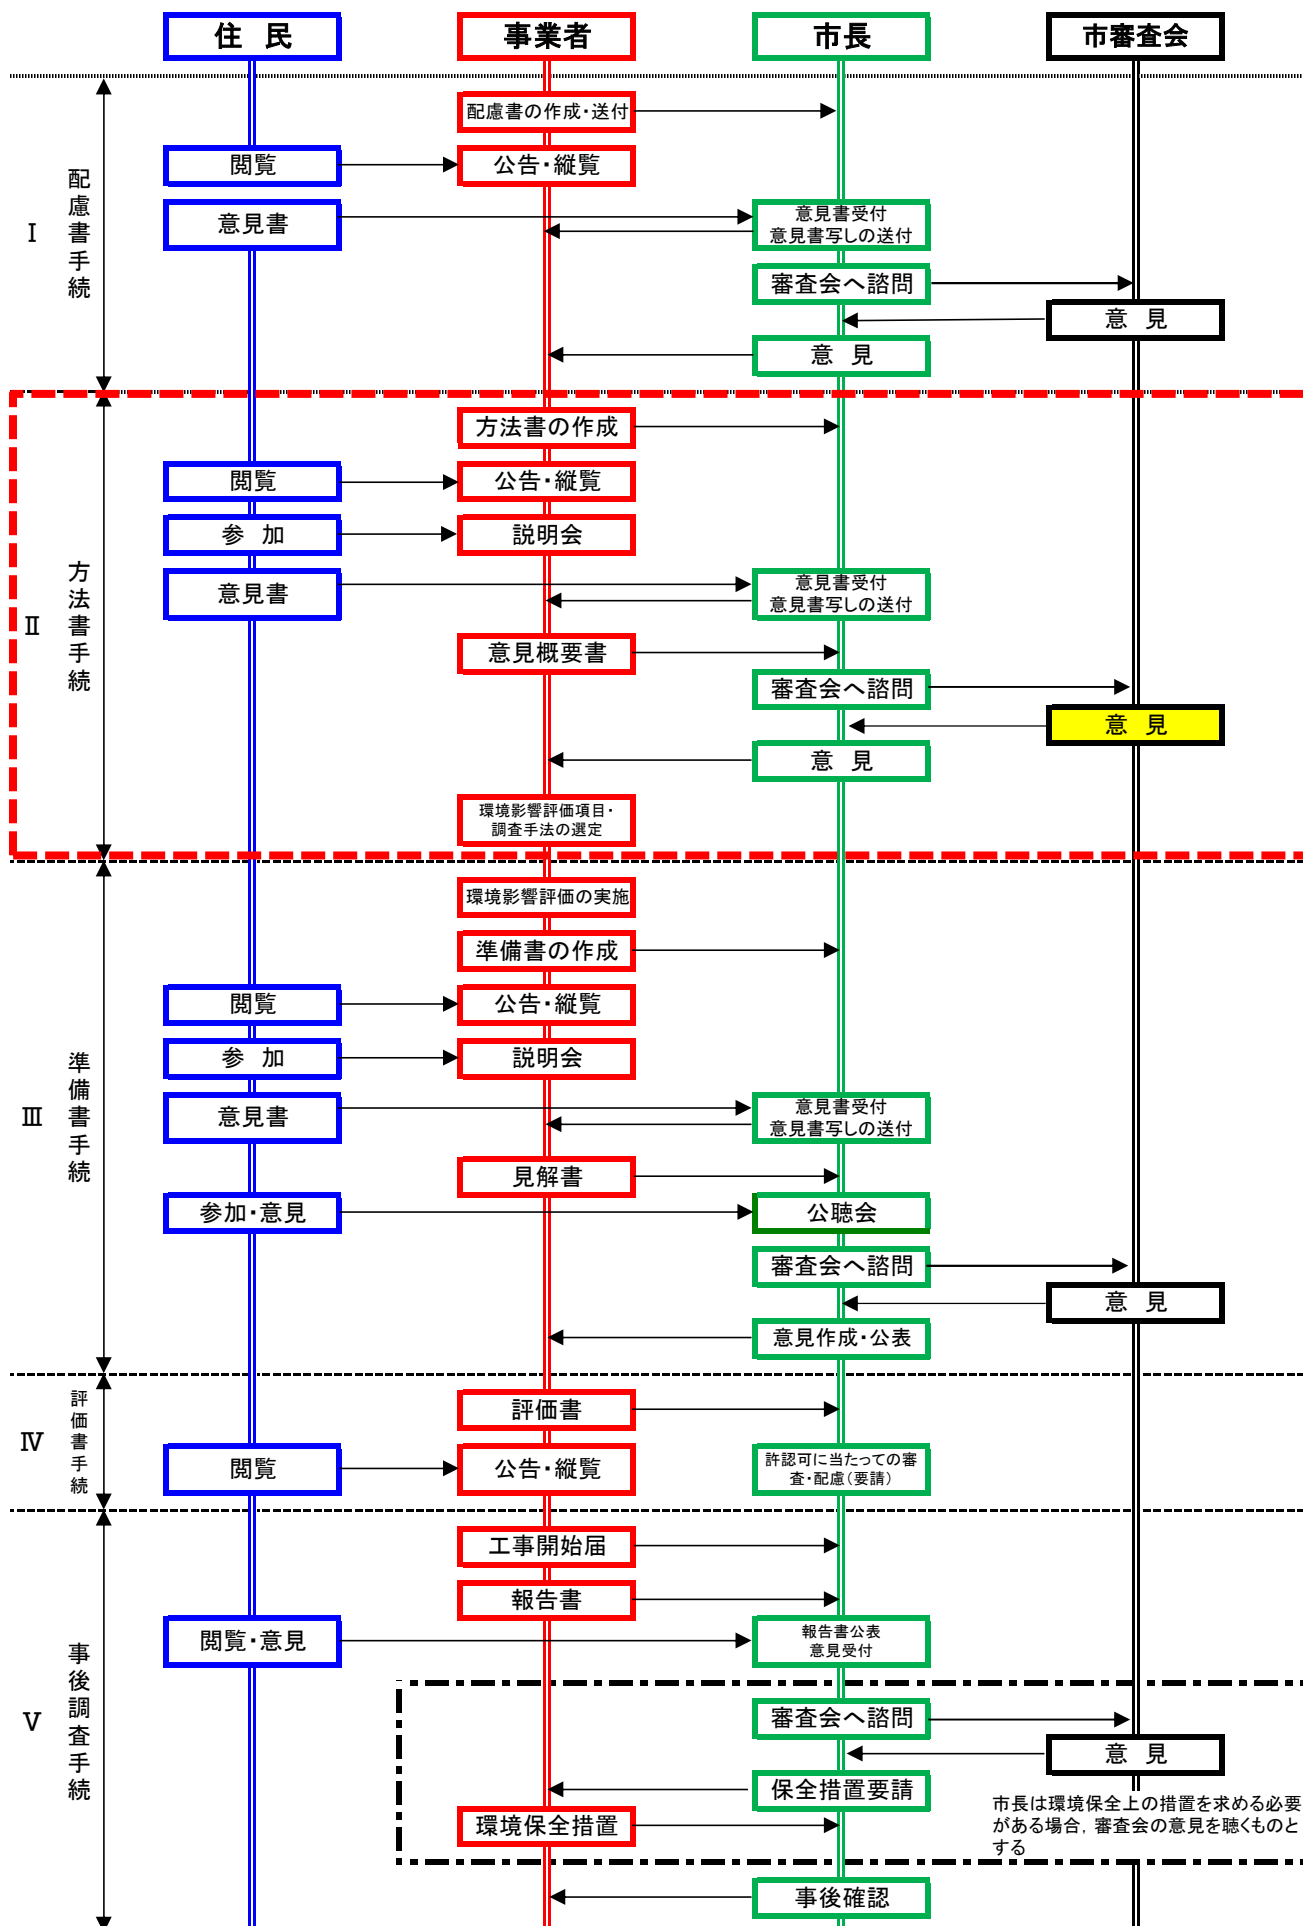 住　民
事業者
市長
市審査会
Ⅰ
配慮書手続
配慮書の作成・送付
閲覧
公告・縦覧
意見書
意見書受付
意見書写しの送付
審査会へ諮問
意　見
意　見
Ⅱ
方法書手続
方法書の作成
閲覧
公告・縦覧
参　加
説明会
意見書
意見書受付
意見書写しの送付
意見概要書
審査会へ諮問
意　見
意　見
環境影響評価項目・
調査手法の選定
Ⅲ
準備書手続
環境影響評価の実施
準備書の作成
閲覧
公告・縦覧
参　加
説明会
意見書
意見書受付
意見書写しの送付
見解書
参加・意見
公聴会
審査会へ諮問
意　見
意見作成・公表
Ⅳ
評価書手続
評価書
閲覧
公告・縦覧
許認可に当たっての審
査・配慮（要請）
Ⅴ
事後調査手続
工事開始届
報告書
閲覧・意見
報告書公表
意見受付
審査会へ諮問
意　見
保全措置要請
環境保全措置
市長は環境保全上の措置を求める必要
がある場合，審査会の意見を聴くものと
する
事後確認